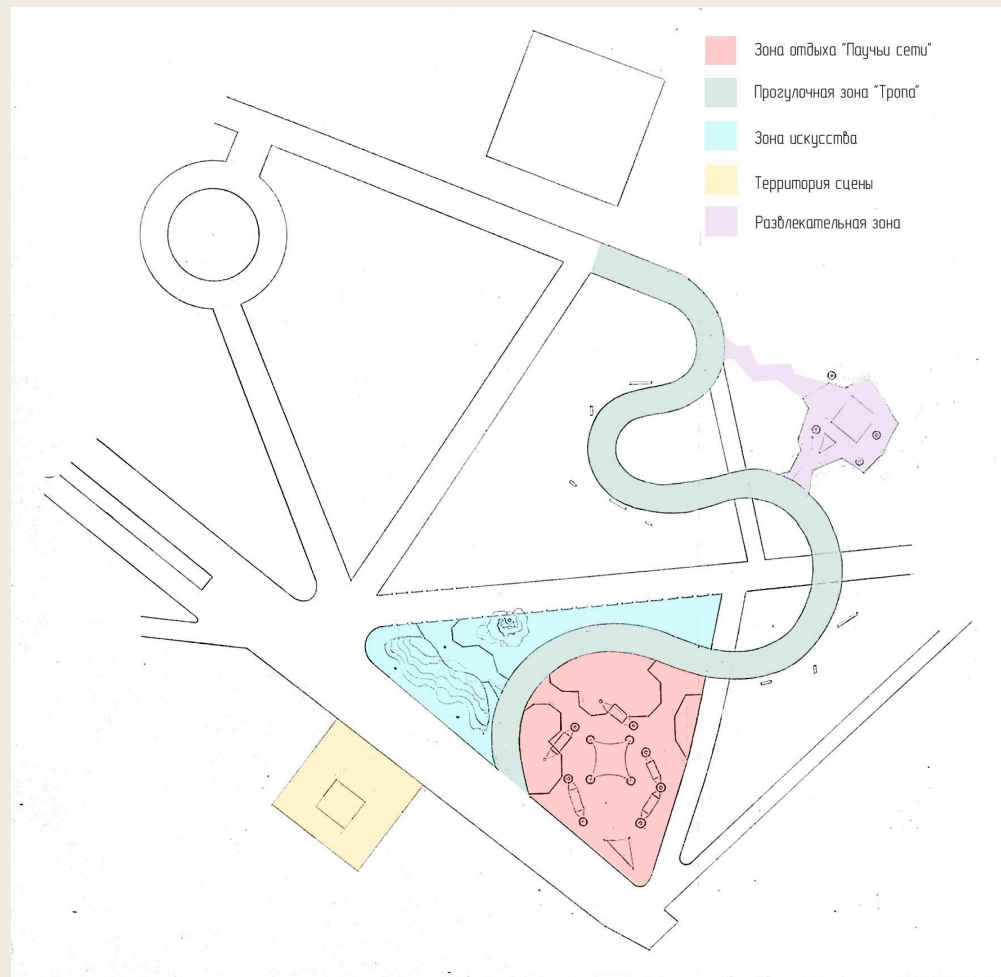 Зона отдыха "Паучьи сети"
Прогулочная зона "Тропа"
Зона искусства
Территория сцены
Развлекательная зона